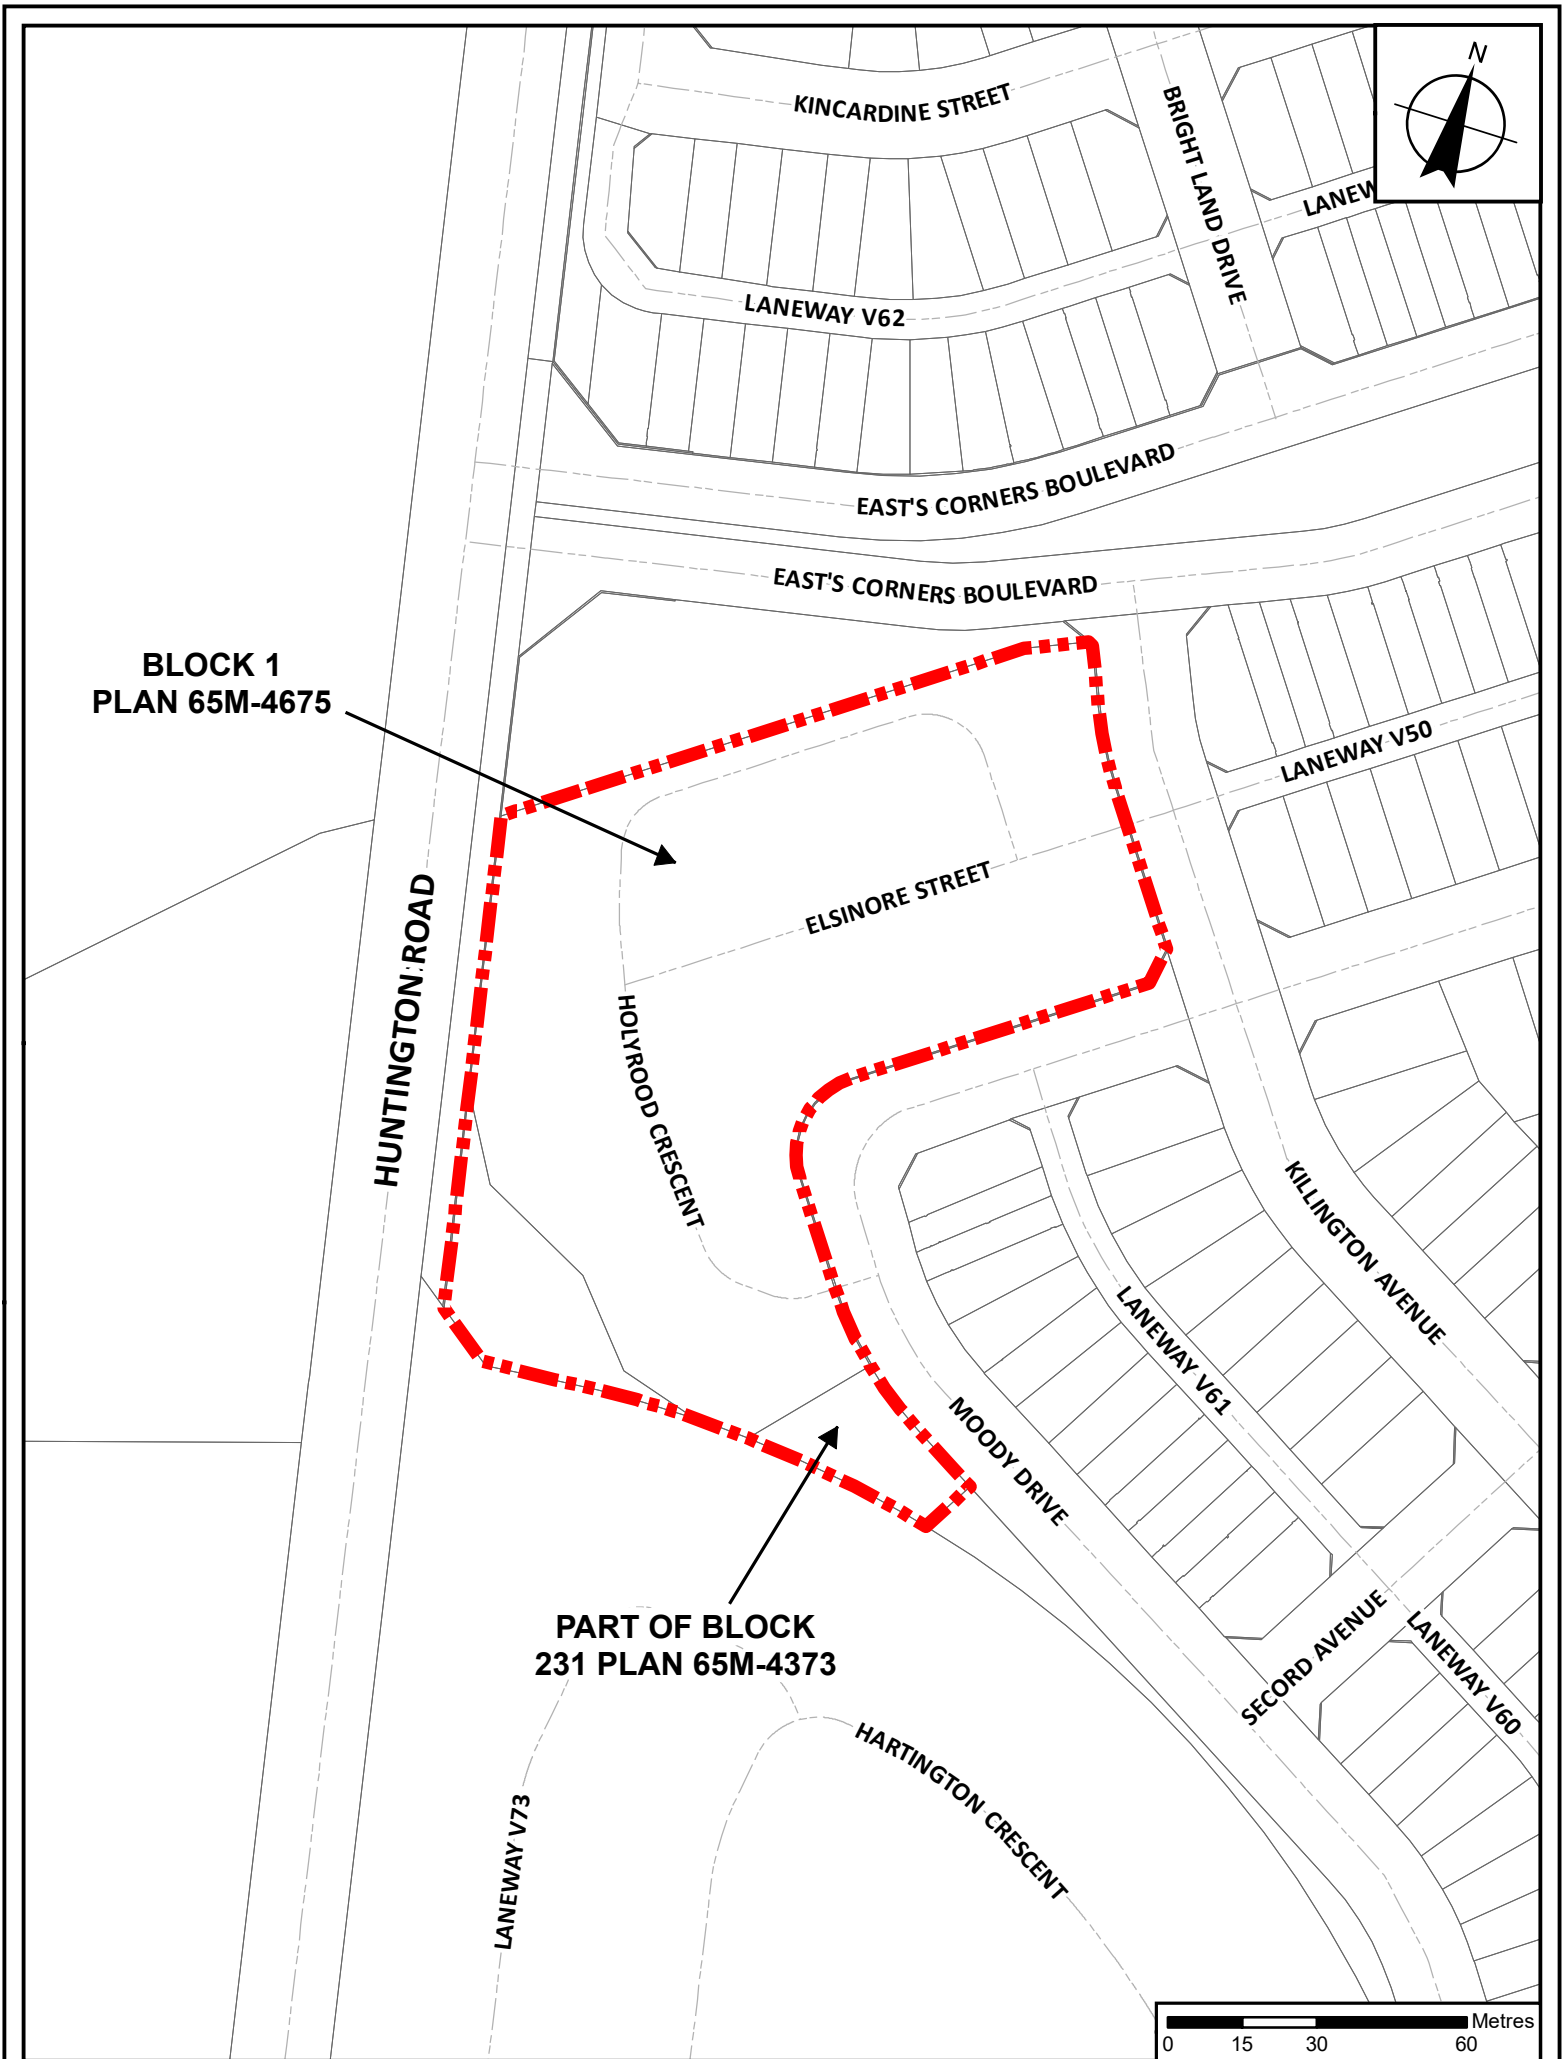 N
KINCARDINE STREET
BRIGHT LAND DRIVE
LANEW
LANEWAY V62
EAST'S CORNERS BOULEVARD
EAST'S CORNERS BOULEVARD
BLOCK 1
PLAN 65M-4675
LANEWAY V50
ELSINORE STREET
HUNTINGTON ROAD
HOLYROOD CRESCENT
KILLINGTON AVENUE
LANEWAY V61
MOODY DRIVE
PART OF BLOCK
231 PLAN 65M-4373
SECORD AVENUE
LANEWAY V60
HARTINGTON CRESCENT
LANEWAY V73
Metres
0 15 30 60